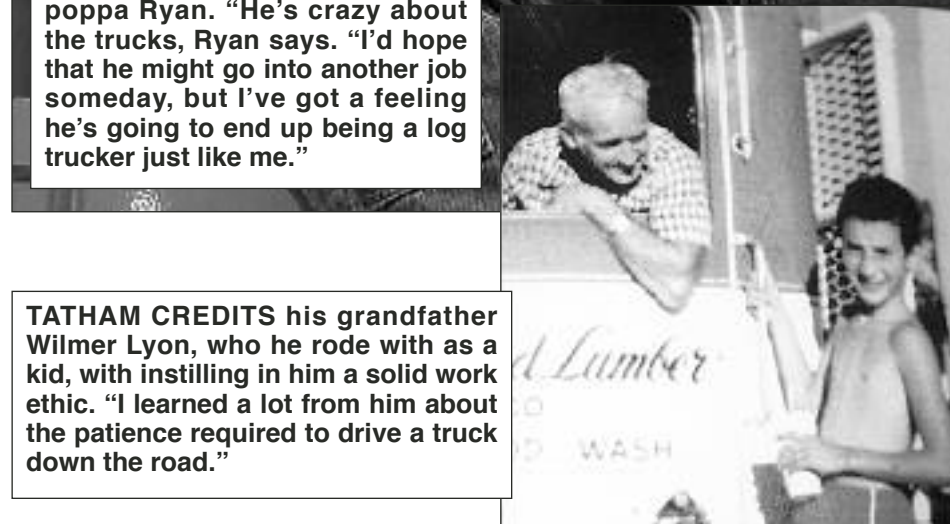 poppa Ryan. “He’s crazy about
the trucks, Ryan says. “I’d hope
that he might go into another job
someday, but I’ve got a feeling
he’s going to end up being a log
trucker just like me.”
TATHAM CREDITS his grandfather
Wilmer Lyon, who he rode with as a
kid, with instilling in him a solid work
ethic. “I learned a lot from him about
the patience required to drive a truck
down the road.”
d Lumber
CO
OD WASH